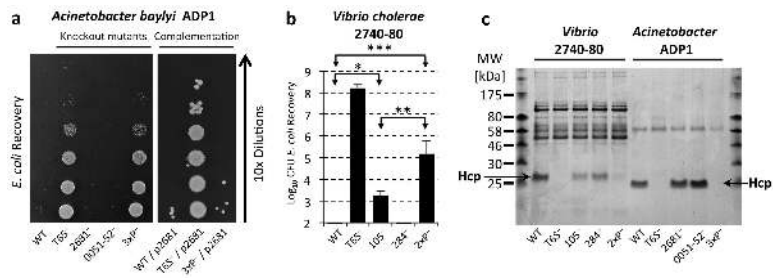 a
Acinetobacter baylyi ADP1
Knockout mutants
Complementation
E. coli Recovery
10x Dilutions
WT
T6S⁻
2681⁻
0051-52⁻
3xP⁻
WT / p2681
T6S⁻ / p2681
3xP⁻ / p2681
b
Vibrio cholerae
2740-80
***
*
**
Log₁₀ CFU E. coli Recovery
9
8
7
6
5
4
3
2
WT
T6S⁻
105⁻
284⁻
2xP⁻
c
Vibrio
2740-80
Acinetobacter
ADP1
MW
[kDa]
175
80
58
46
30
25
Hcp
Hcp
WT
T6S⁻
105⁻
284⁻
2xP⁻
WT
T6S⁻
2681⁻
0051-52⁻
3xP⁻